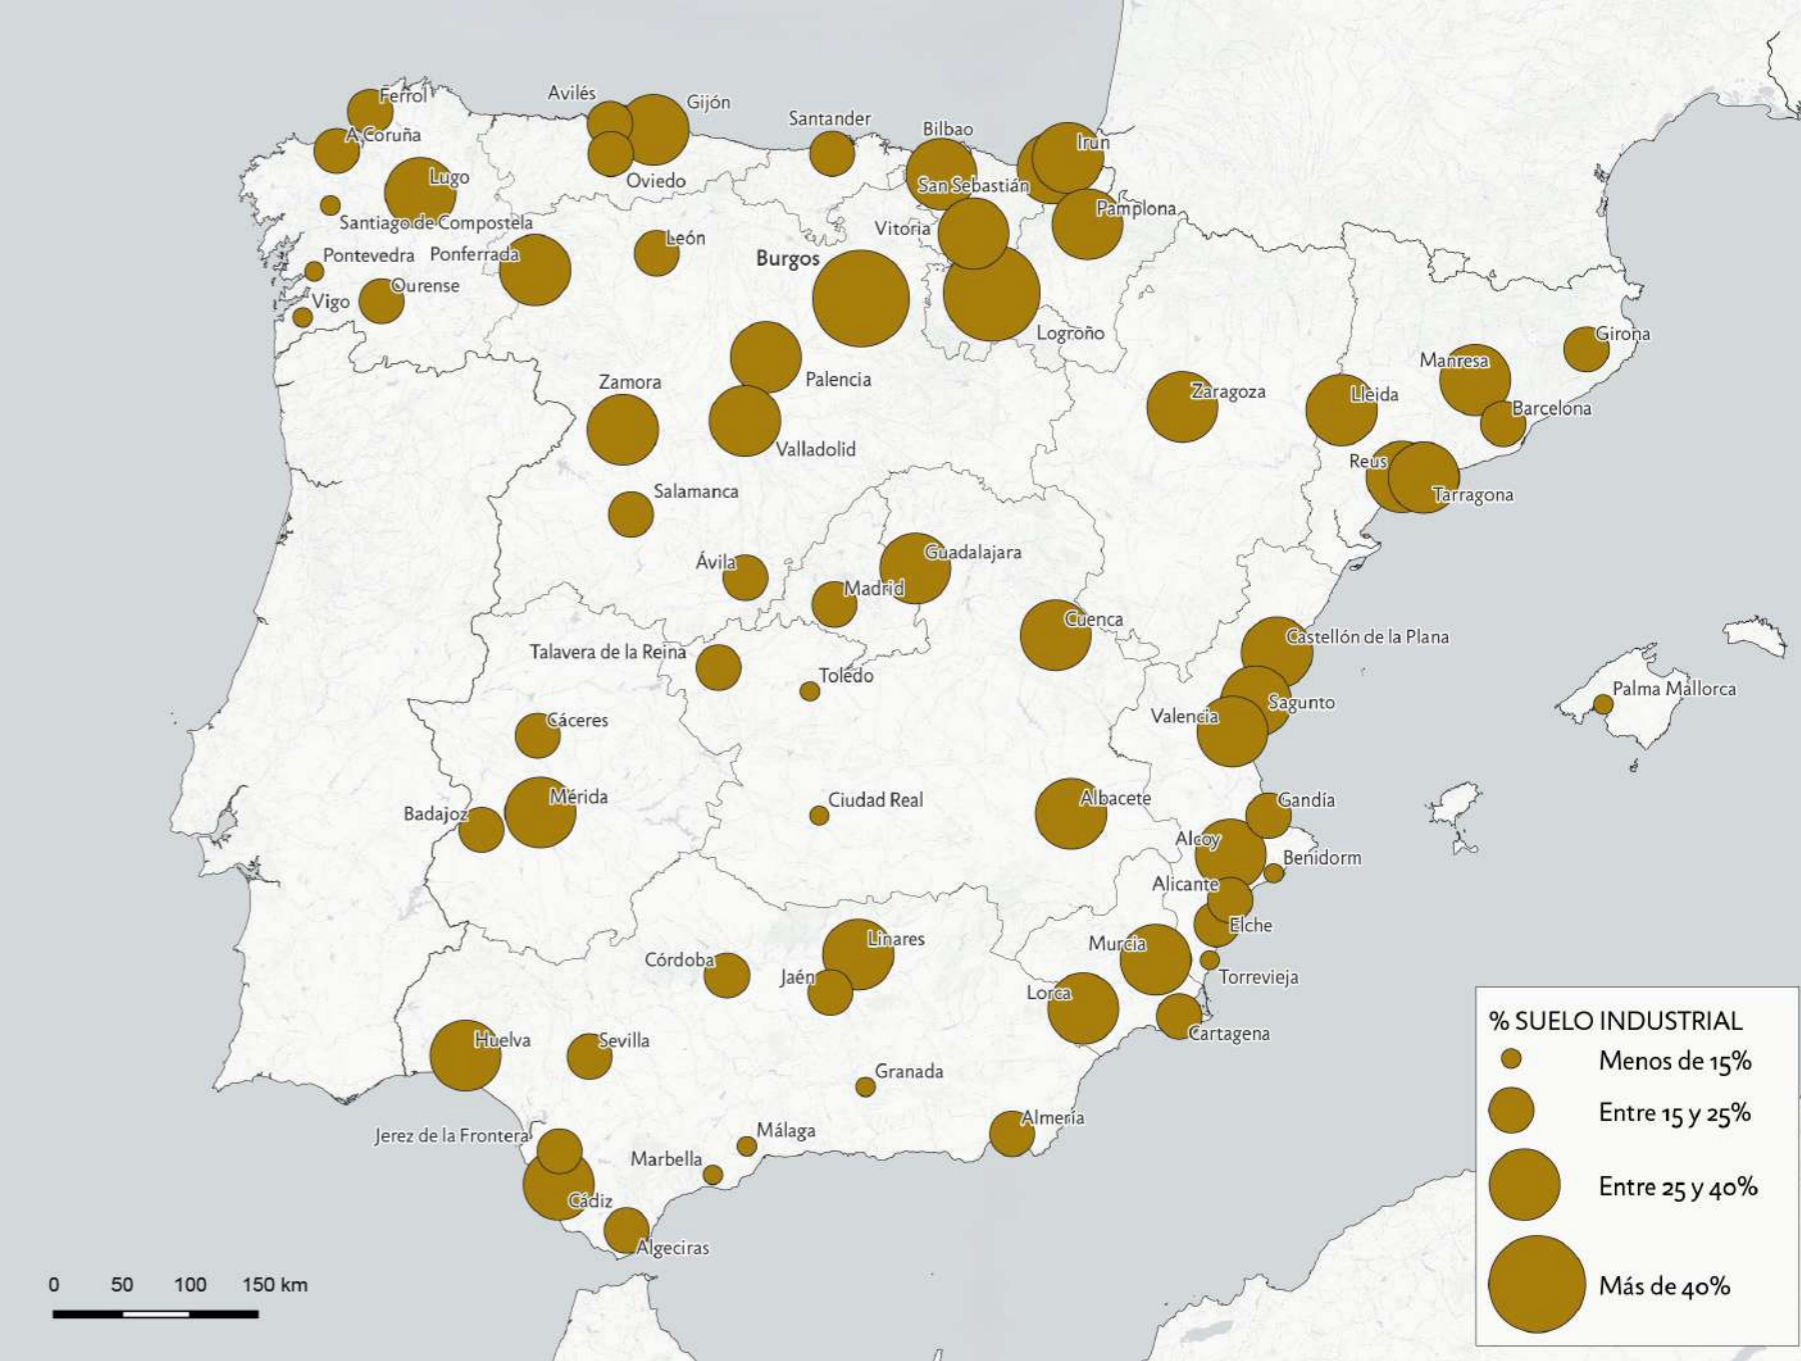 Ferrol
Avilés
Gijón
A Coruña
Santander
Bilbao
Irun
Lugo
Oviedo
San Sebastián
Santiago de Compostela
Pamplona
Vitoria
León
Pontevedra
Ponferrada
Burgos
Ourense
Vigo
Logroño
Girona
Manresa
Palencia
Zamora
Zaragoza
Lleida
Barcelona
Valladolid
Reus
Salamanca
Tarragona
Guadalajara
Ávila
Madrid
Cuenca
Castellón de la Plana
Talavera de la Reina
Toledo
Palma Mallorca
Sagunto
Valencia
Cáceres
Mérida
Ciudad Real
Albacete
Gandía
Badajoz
Alcoy
Benidorm
Alicante
Elche
Linares
Murcia
Córdoba
Jaén
Torrevieja
Lorca
Cartagena
Huelva
Sevilla
Granada
Almería
Jerez de la Frontera
Málaga
Marbella
Cádiz
Algeciras
% SUELO INDUSTRIAL
Menos de 15%
Entre 15 y 25%
Entre 25 y 40%
Más de 40%
0 50 100 150 km